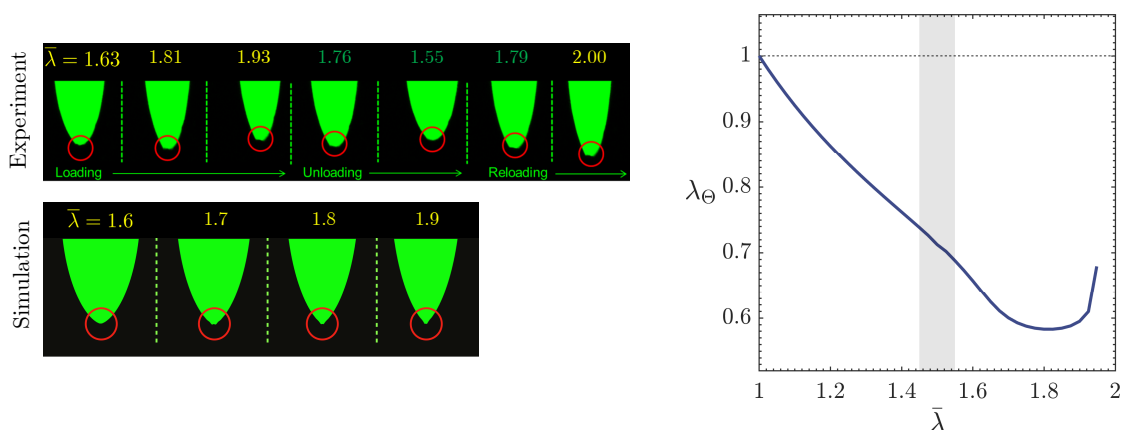 Experiment
λ̅ = 1.63 1.81 1.93 1.76 1.55 1.79 2.00
Loading Unloading Reloading
Simulation
λ̅ = 1.6 1.7 1.8 1.9
λ_Θ
1
0.9
0.8
0.7
0.6
1 1.2 1.4 1.6 1.8 2
λ̄